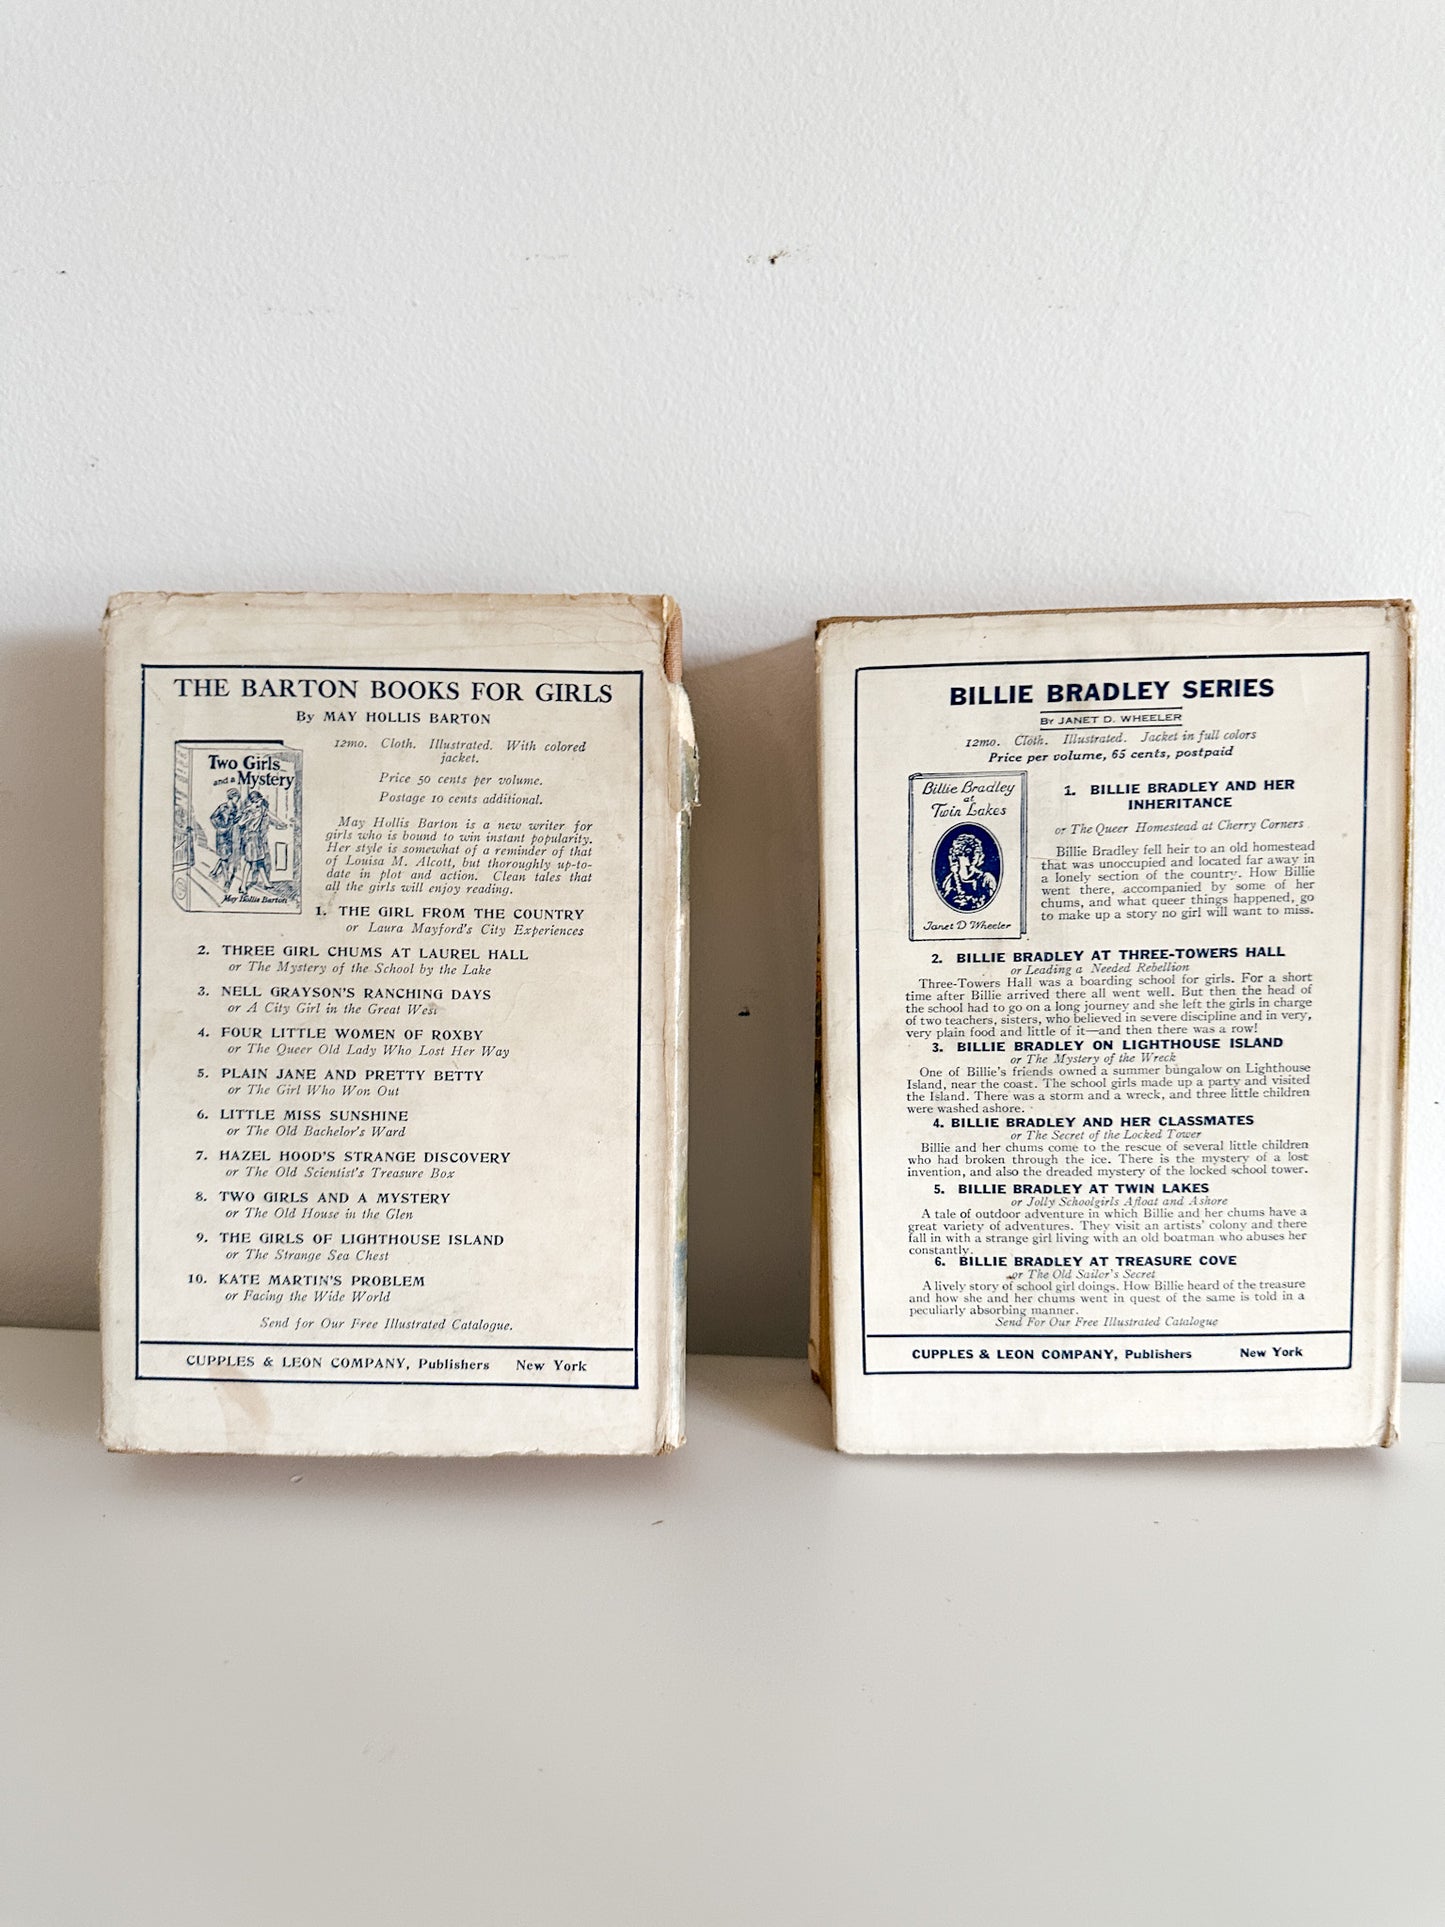 THE BARTON BOOKS FOR GIRLS
By MAY HOLLIS BARTON
Two Girls
and a Mystery
May Hollis Barton
12mo. Cloth. Illustrated. With colored
jacket.
Price 50 cents per volume.
Postage 10 cents additional.
May Hollis Barton is a new writer for
girls who is bound to win instant popularity.
Her style is somewhat of a reminder of that
of Louisa M. Alcott, but thoroughly up-to-
date in plot and action. Clean tales that
all the girls will enjoy reading.
1. THE GIRL FROM THE COUNTRY
or Laura Mayford's City Experiences
2. THREE GIRL CHUMS AT LAUREL HALL
or The Mystery of the School by the Lake
3. NELL GRAYSON'S RANCHING DAYS
or A City Girl in the Great West
4. FOUR LITTLE WOMEN OF ROXBY
or The Queer Old Lady Who Lost Her Way
5. PLAIN JANE AND PRETTY BETTY
or The Girl Who Won Out
6. LITTLE MISS SUNSHINE
or The Old Bachelor's Ward
7. HAZEL HOOD'S STRANGE DISCOVERY
or The Old Scientist's Treasure Box
8. TWO GIRLS AND A MYSTERY
or The Old House in the Glen
9. THE GIRLS OF LIGHTHOUSE ISLAND
or The Strange Sea Chest
10. KATE MARTIN'S PROBLEM
or Facing the Wide World
Send for Our Free Illustrated Catalogue.
CUPPLES & LEON COMPANY, Publishers New York
BILLIE BRADLEY SERIES
By JANET D. WHEELER
12mo. Cloth. Illustrated. Jacket in full colors
Price per volume, 65 cents, postpaid
Billie Bradley
at
Twin Lakes
Janet D Wheeler
1. BILLIE BRADLEY AND HER
INHERITANCE
or The Queer Homestead at Cherry Corners
Billie Bradley fell heir to an old homestead
that was unoccupied and located far away in
a lonely section of the country. How Billie
went there, accompanied by some of her
chums, and what queer things happened, go
to make up a story no girl will want to miss.
2. BILLIE BRADLEY AT THREE-TOWERS HALL
or Leading a Needed Rebellion
Three-Towers Hall was a boarding school for girls. For a short
time after Billie arrived there all went well. But then the head of
the school had to go on a long journey and she left the girls in charge
of two teachers, sisters, who believed in severe discipline and in very,
very plain food and little of it—and then there was a row!
3. BILLIE BRADLEY ON LIGHTHOUSE ISLAND
or The Mystery of the Wreck
One of Billie's friends owned a summer bungalow on Lighthouse
Island, near the coast. The school girls made up a party and visited
the Island. There was a storm and a wreck, and three little children
were washed ashore.
4. BILLIE BRADLEY AND HER CLASSMATES
or The Secret of the Locked Tower
Billie and her chums come to the rescue of several little children
who had broken through the ice. There is the mystery of a lost
invention, and also the dreaded mystery of the locked school tower.
5. BILLIE BRADLEY AT TWIN LAKES
or Jolly Schoolgirls Afloat and Ashore
A tale of outdoor adventure in which Billie and her chums have a
great variety of adventures. They visit an artists' colony and there
fall in with a strange girl living with an old boatman who abuses her
constantly.
6. BILLIE BRADLEY AT TREASURE COVE
or The Old Sailor's Secret
A lively story of school girl doings. How Billie heard of the treasure
and how she and her chums went in quest of the same is told in a
peculiarly absorbing manner.
Send For Our Free Illustrated Catalogue
CUPPLES & LEON COMPANY, Publishers New York